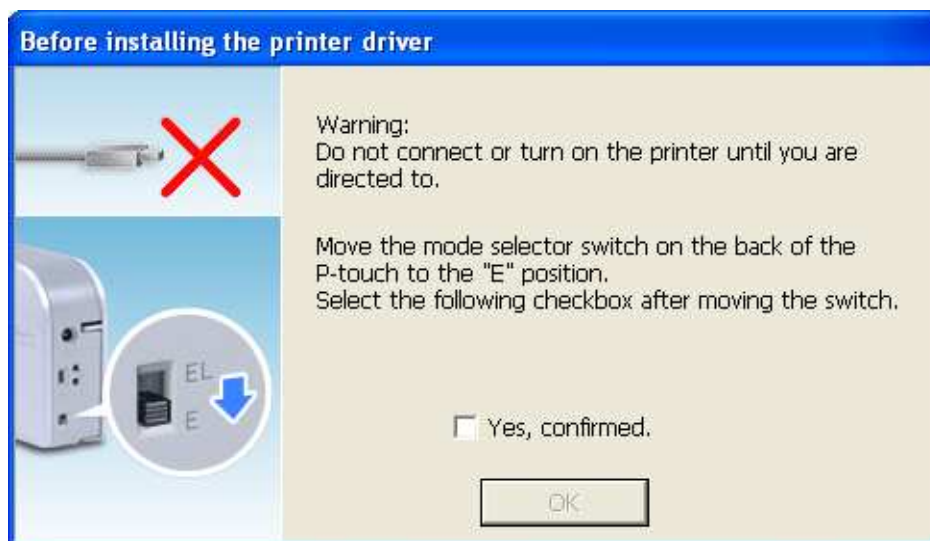 Before installing the printer driver
Warning:
Do not connect or turn on the printer until you are
directed to.
Move the mode selector switch on the back of the
P-touch to the "E" position.
Select the following checkbox after moving the switch.
EL
E
Yes, confirmed.
OK